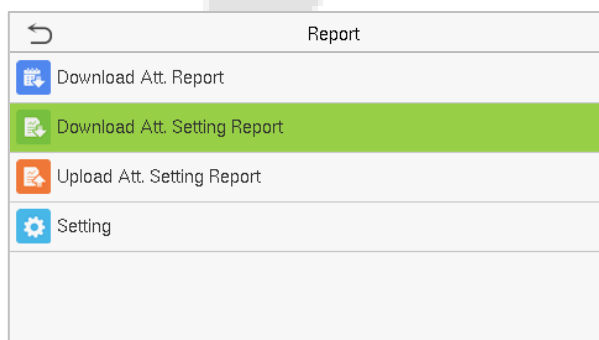 Report
Download Att. Report
Download Att. Setting Report
Upload Att. Setting Report
Setting